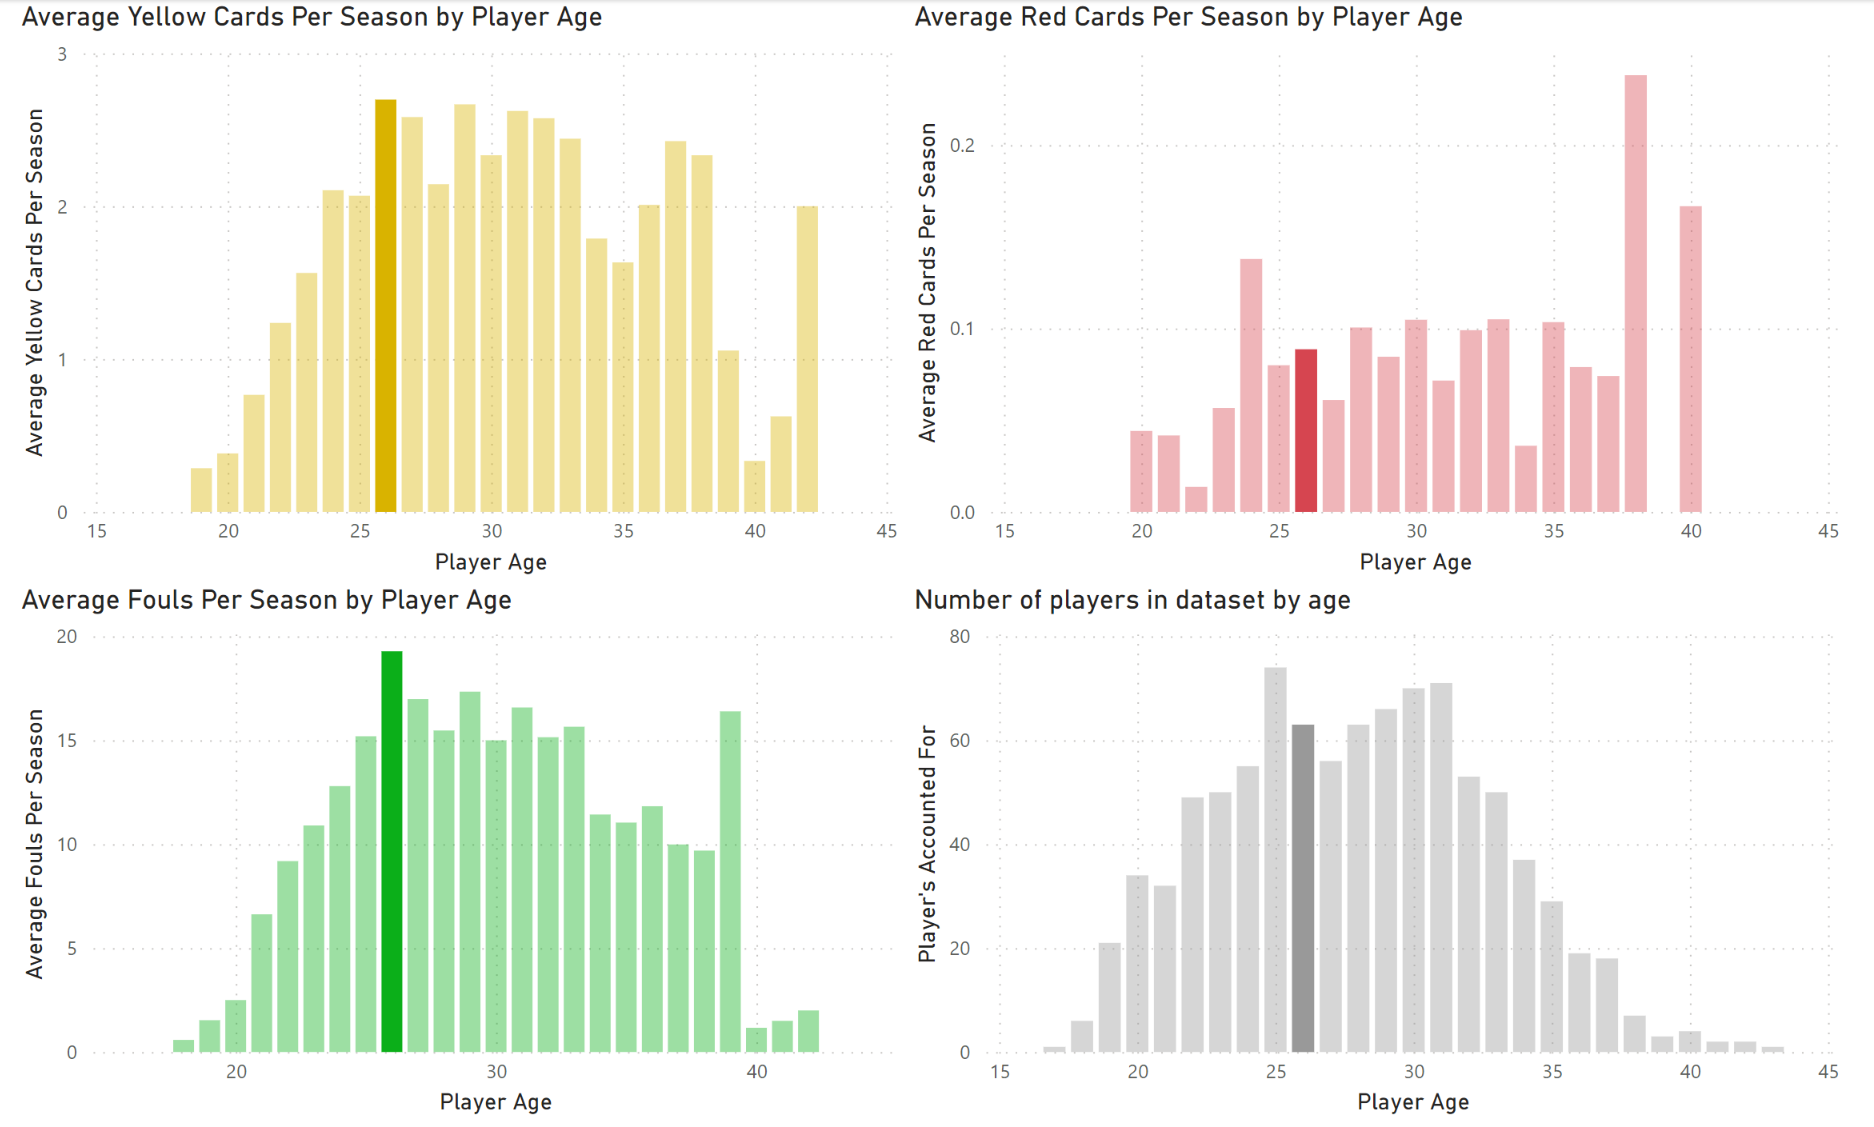 Average Yellow Cards Per Season by Player Age
Average Yellow Cards Per Season
3
2
1
0
15 20 25 30 35 40 45
Player Age
Average Red Cards Per Season by Player Age
Average Red Cards Per Season
0.2
0.1
0.0
15 20 25 30 35 40 45
Player Age
Average Fouls Per Season by Player Age
Average Fouls Per Season
20
15
10
5
0
20 30 40
Player Age
Number of players in dataset by age
Player's Accounted For
80
60
40
20
0
15 20 25 30 35 40 45
Player Age